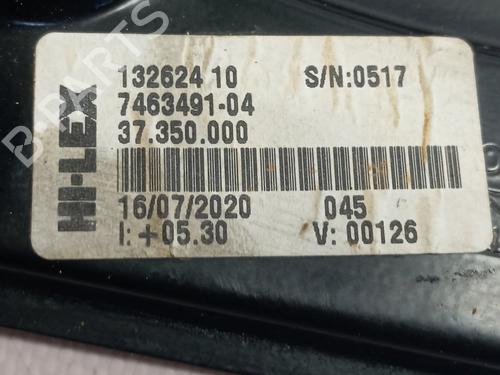 HI-LEX
132624 10 S/N:0517
7463491-04
37.350.000
16/07/2020 045
I: +05.30 V: 00126
B-PARTS